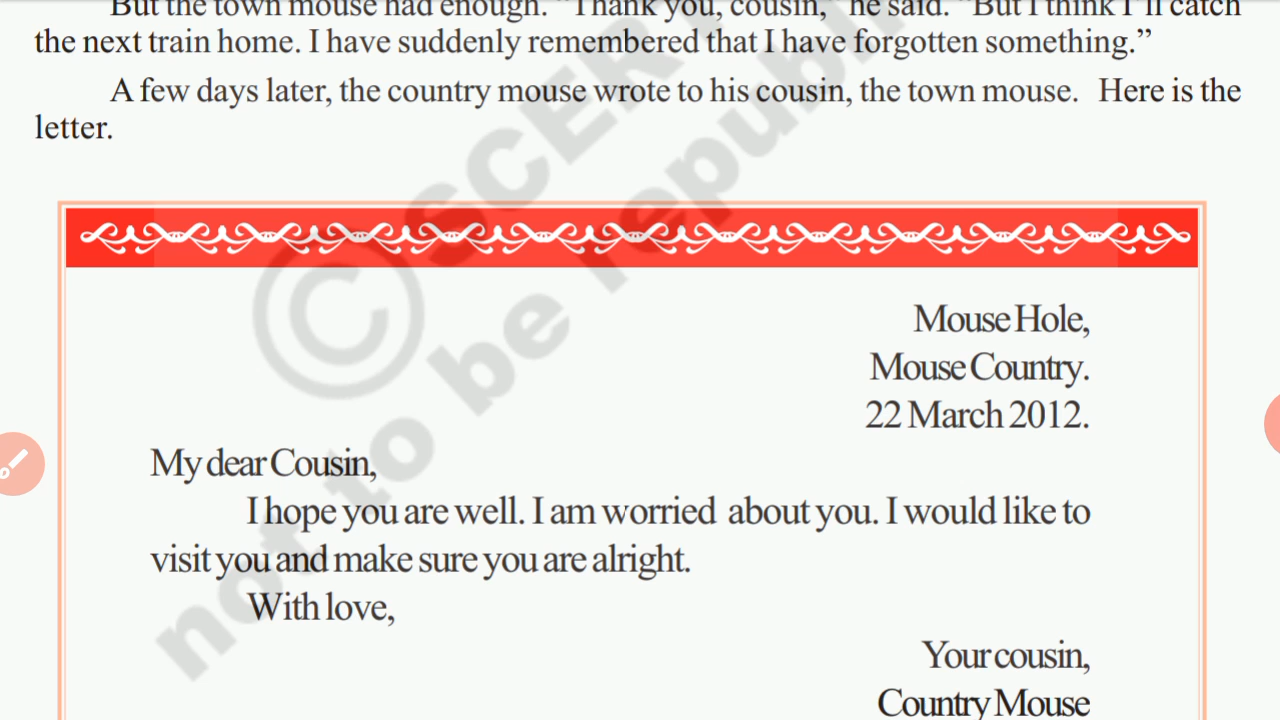 But the town mouse had enough. "Thank you, cousin," he said. "But I think I'll catch
the next train home. I have suddenly remembered that I have forgotten something.”
A few days later, the country mouse wrote to his cousin, the town mouse. Here is the
letter.
Mouse Hole,
Mouse Country.
22 March 2012.
My dear Cousin,
I hope you are well. I am worried about you. I would like to
visit you and make sure you are alright.
With love,
Your cousin,
Country Mouse
© SCERT
not to be republi